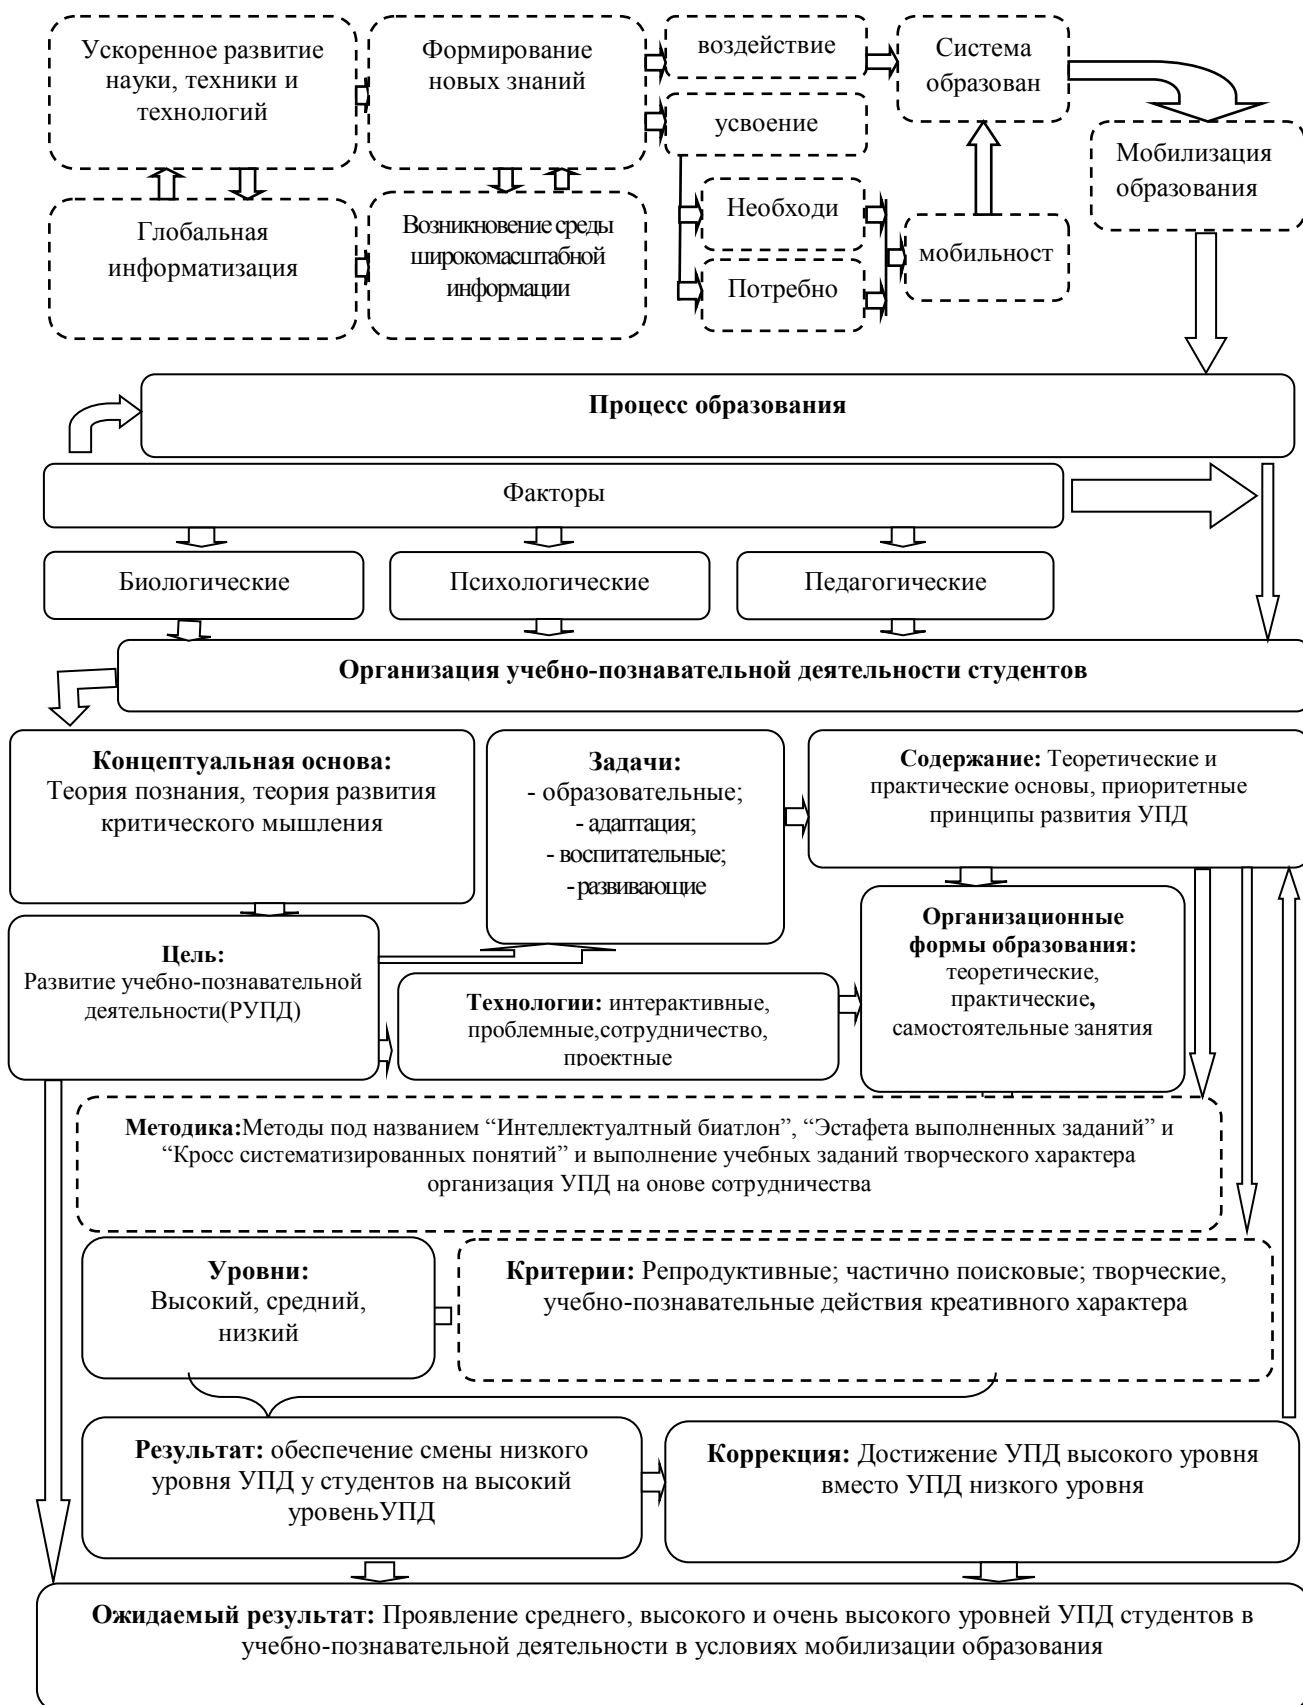 Ускоренное развитие
науки, техники и
технологий
Формирование
новых знаний
воздействие
Система
образован
усвоение
Мобилизация
образования
Глобальная
информатизация
Возникновение среды
широкомасштабной
информации
Необходи
Потребно
мобильност
Процесс образования
Факторы
Биологические
Психологические
Педагогические
Организация учебно-познавательной деятельности студентов
Концептуальная основа:
Теория познания, теория развития
критического мышления
Задачи:
- образовательные;
- адаптация;
- воспитательные;
- развивающие
Содержание: Теоретические и
практические основы, приоритетные
принципы развития УПД
Цель:
Развитие учебно-познавательной
деятельности(РУПД)
Технологии: интерактивные,
проблемные,сотрудничество,
проектные
Организационные
формы образования:
теоретические,
практические,
самостоятельные занятия
Методика:Методы под названием “Интеллектуалтный биатлон”, “Эстафета выполненных заданий” и
“Кросс систематизированных понятий” и выполнение учебных заданий творческого характера
организация УПД на онове сотрудничества
Уровни:
Высокий, средний,
низкий
Критерии: Репродуктивные; частично поисковые; творческие,
учебно-познавательные действия креативного характера
Результат: обеспечение смены низкого
уровня УПД у студентов на высокий
уровеньУПД
Коррекция: Достижение УПД высокого уровня
вместо УПД низкого уровня
Ожидаемый результат: Проявление среднего, высокого и очень высокого уровней УПД студентов в
учебно-познавательной деятельности в условиях мобилизации образования